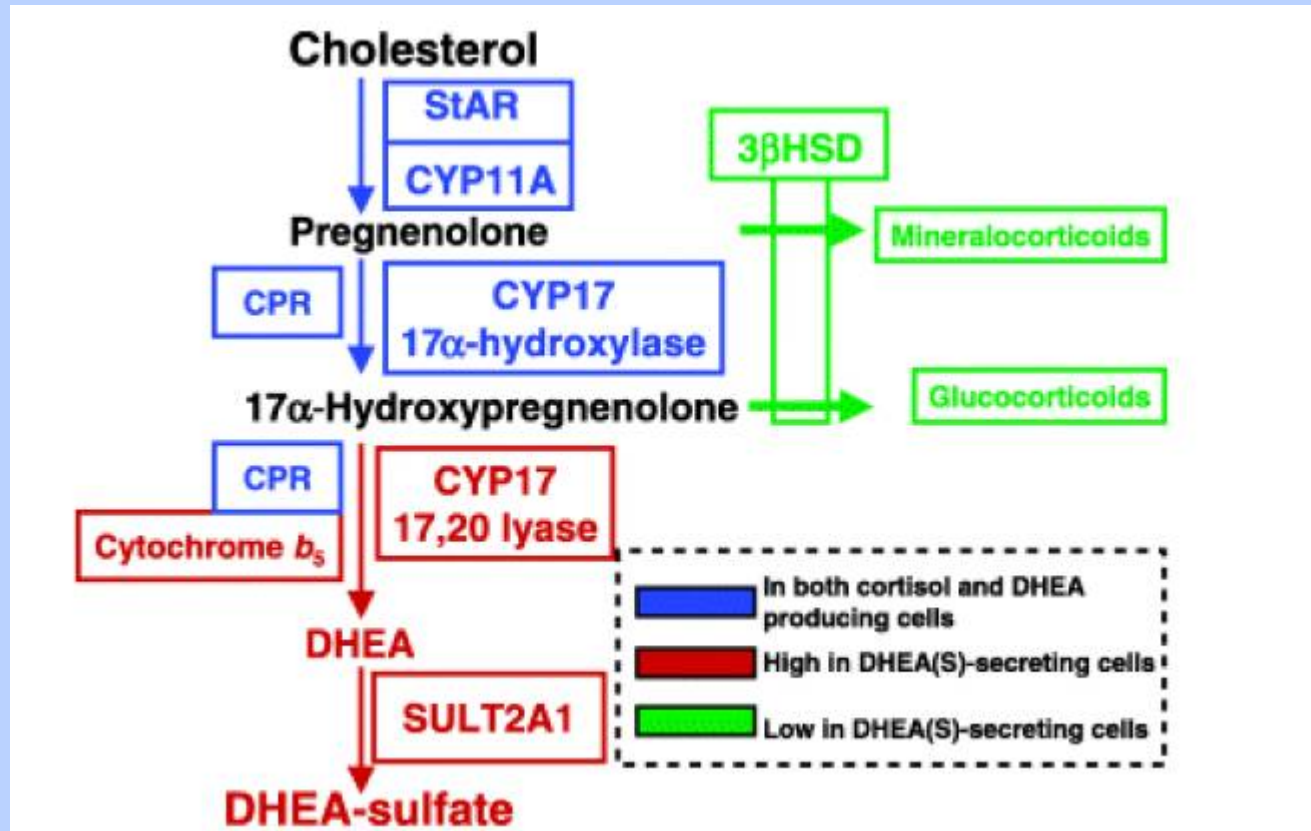 Cholesterol
StAR
CYP11A
3βHSD
Pregnenolone
Mineralocorticoids
CPR
CYP17
17α-hydroxylase
17α-Hydroxypregnenolone
Glucocorticoids
CPR
Cytochrome b5
CYP17
17,20 lyase
DHEA
SULT2A1
DHEA-sulfate
In both cortisol and DHEA
producing cells
High in DHEA(S)-secreting cells
Low in DHEA(S)-secreting cells